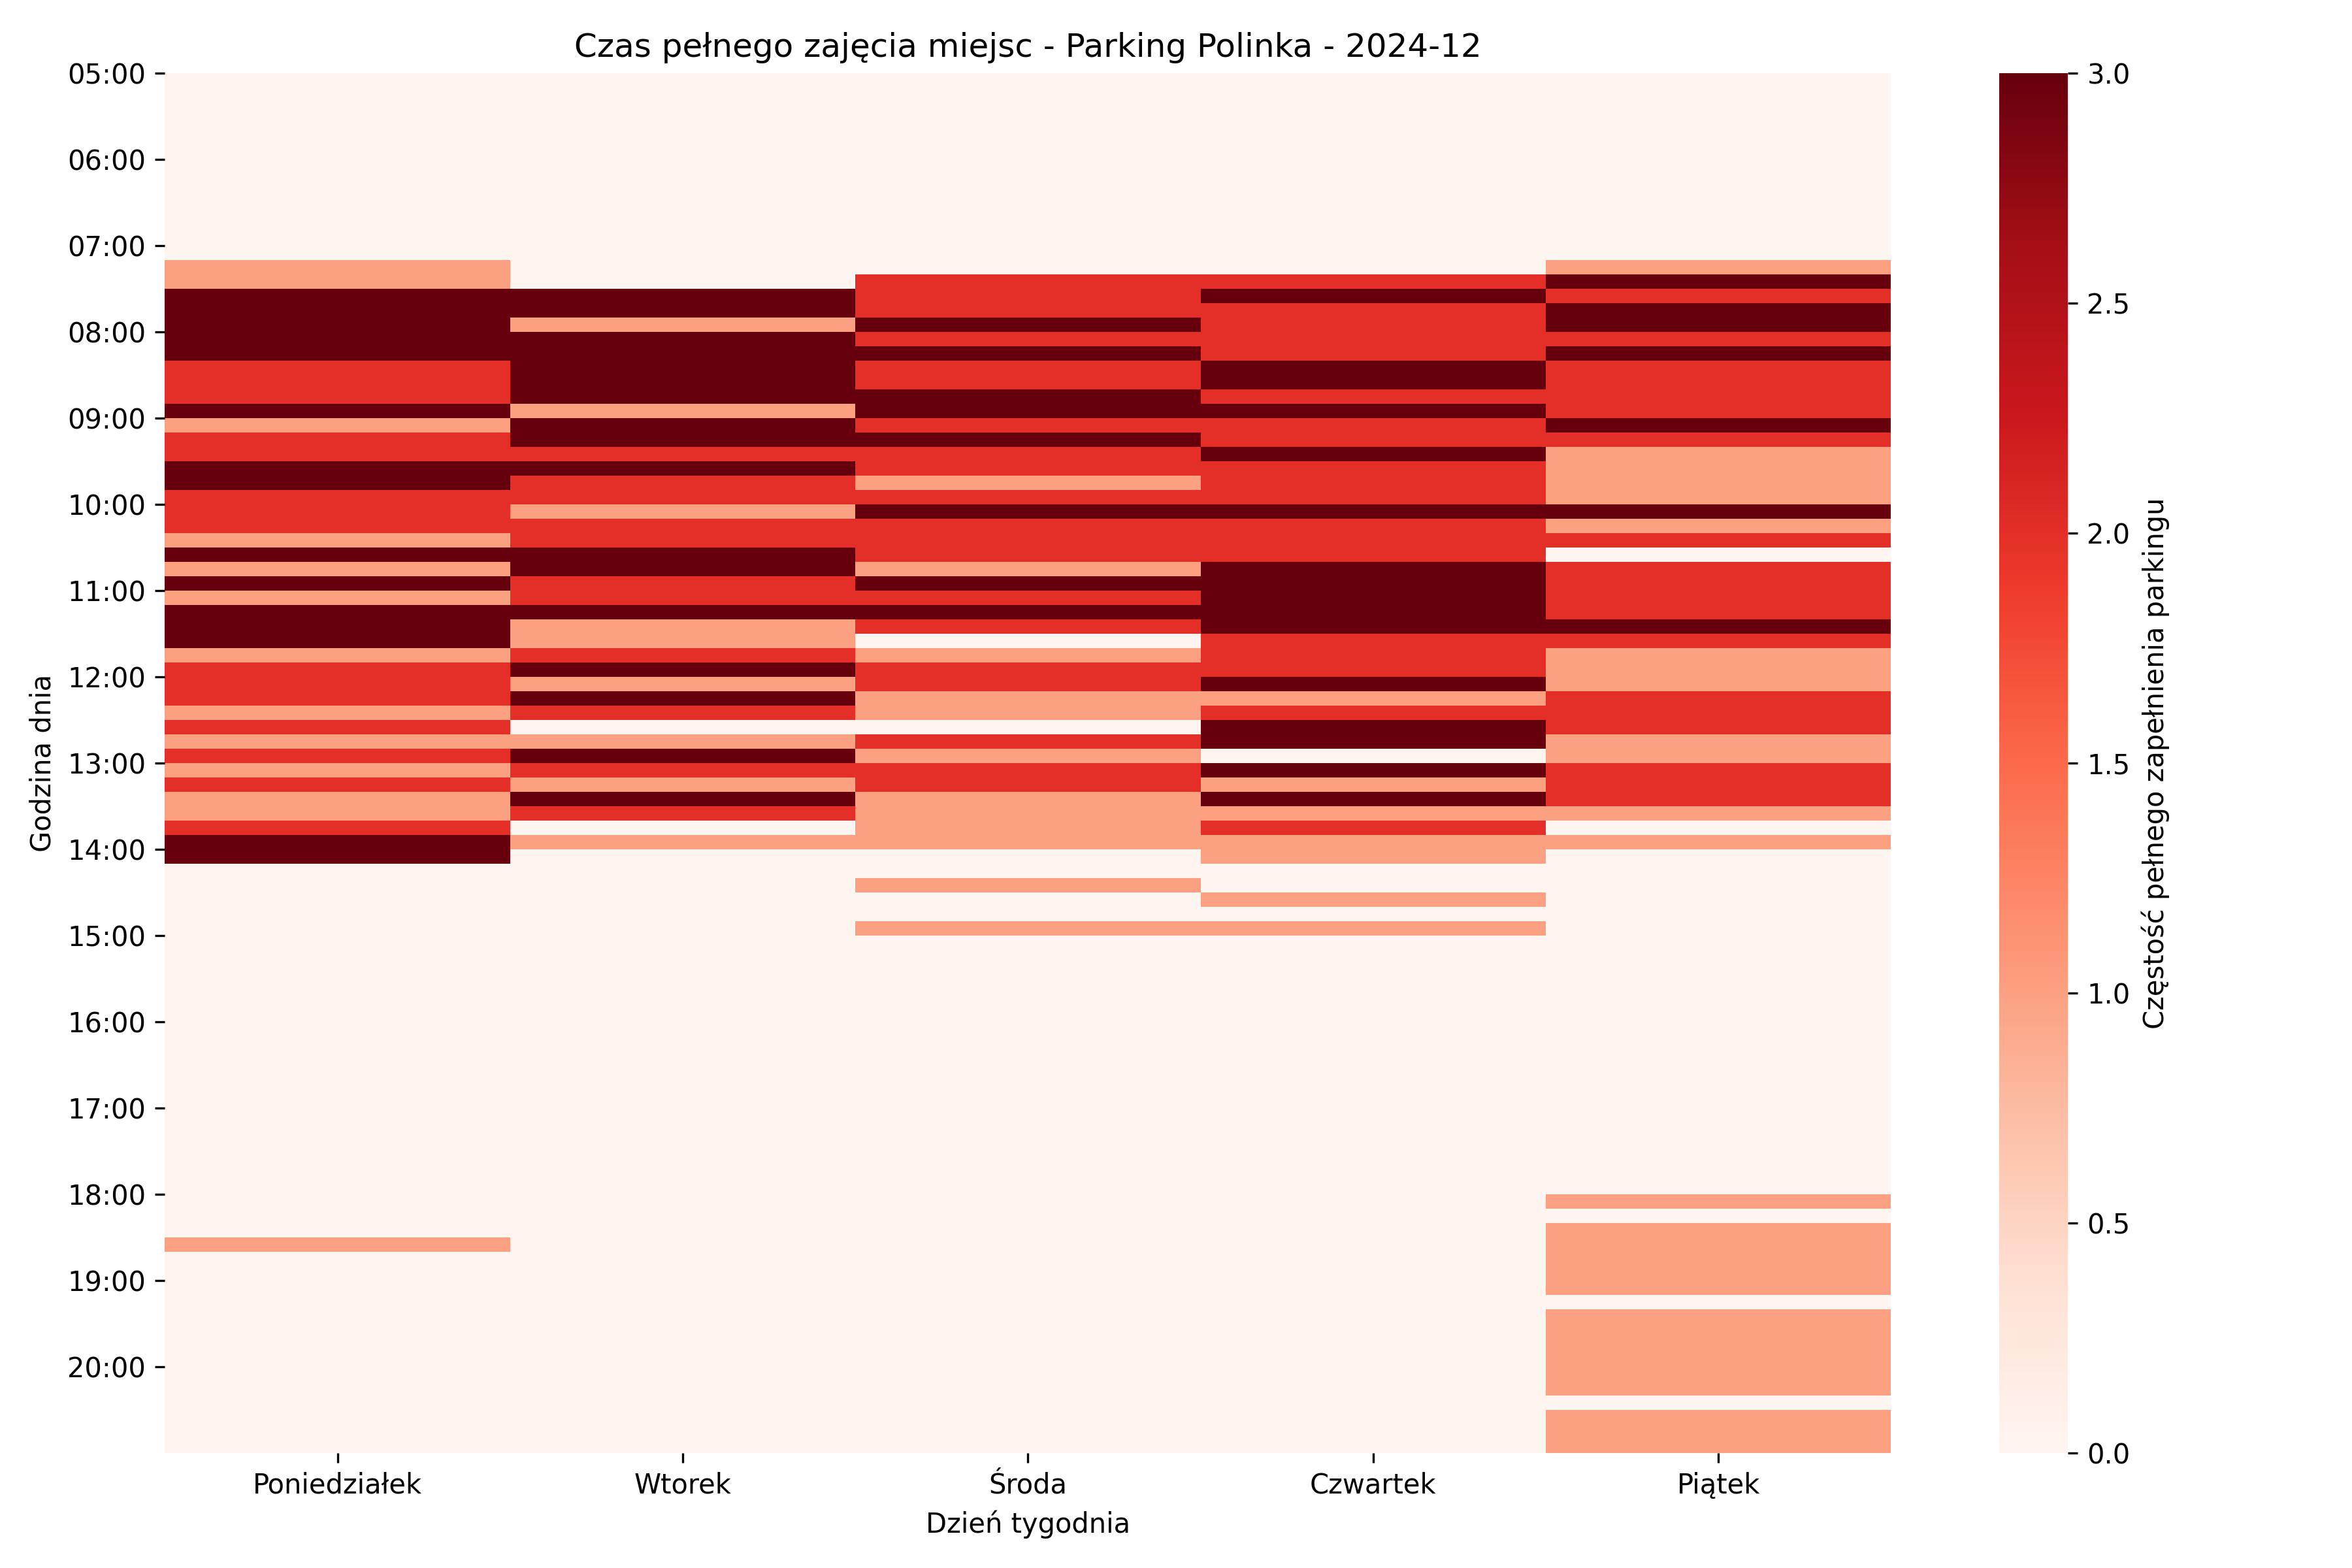 Czas pełnego zajęcia miejsc - Parking Polinka - 2024-12
05:00
06:00
07:00
08:00
09:00
10:00
11:00
12:00
13:00
14:00
15:00
16:00
17:00
18:00
19:00
20:00
Godzina dnia
Poniedziałek
Wtorek
Środa
Czwartek
Piątek
Dzień tygodnia
3.0
2.5
2.0
1.5
1.0
0.5
0.0
Częstość pełnego zapełnienia parkingu